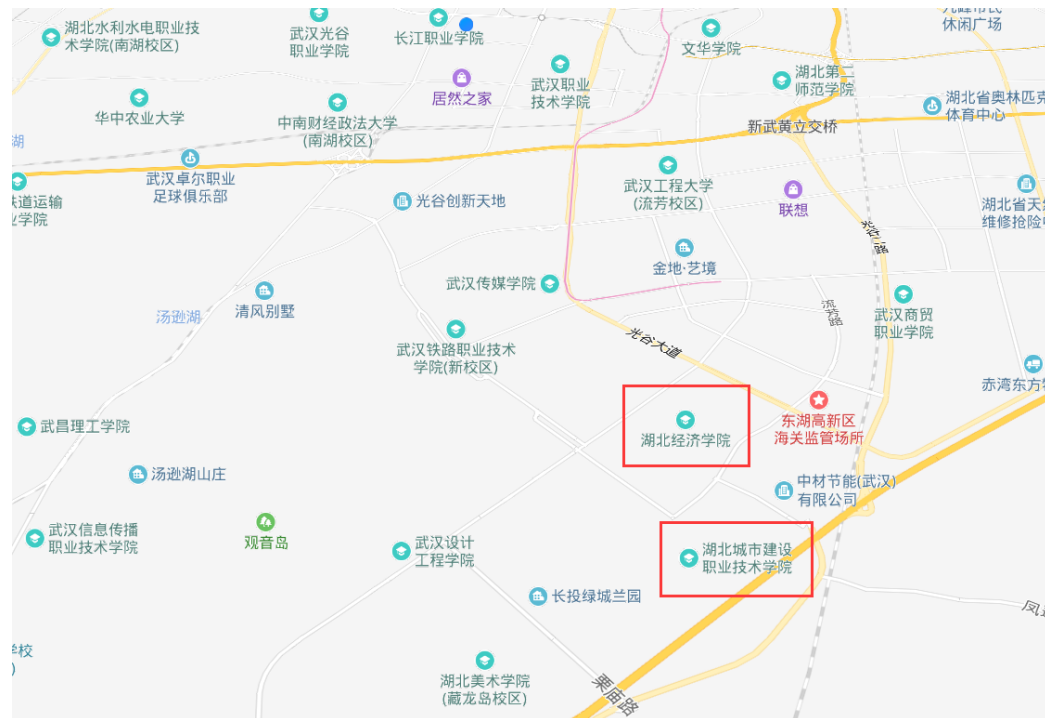 湖北水利水电职业技
术学院(南湖校区)
武汉光谷
职业学院
长江职业学院
文华学院
休闲广场
居然之家
武汉职业
技术学院
湖北第二
师范学院
华中农业大学
中南财经政法大学
(南湖校区)
湖北省奥林匹克
体育中心
新武黄立交桥
湖
武汉卓尔职业
足球俱乐部
武汉工程大学
(流芳校区)
联想
道运输
学院
光谷创新天地
湖北省天然
维修抢险
金地·艺境
武汉传媒学院
清风别墅
汤逊湖
流芳路
武汉商贸
职业学院
武汉铁路职业技术
学院(新校区)
光谷大道
赤湾东方
武昌理工学院
湖北经济学院
东湖高新区
海关监管场所
汤逊湖山庄
中材节能(武汉)
有限公司
武汉信息传播
职业技术学院
观音岛
武汉设计
工程学院
湖北城市建设
职业技术学院
长投绿城兰园
学校
)
湖北美术学院
(藏龙岛校区)
栗庙路